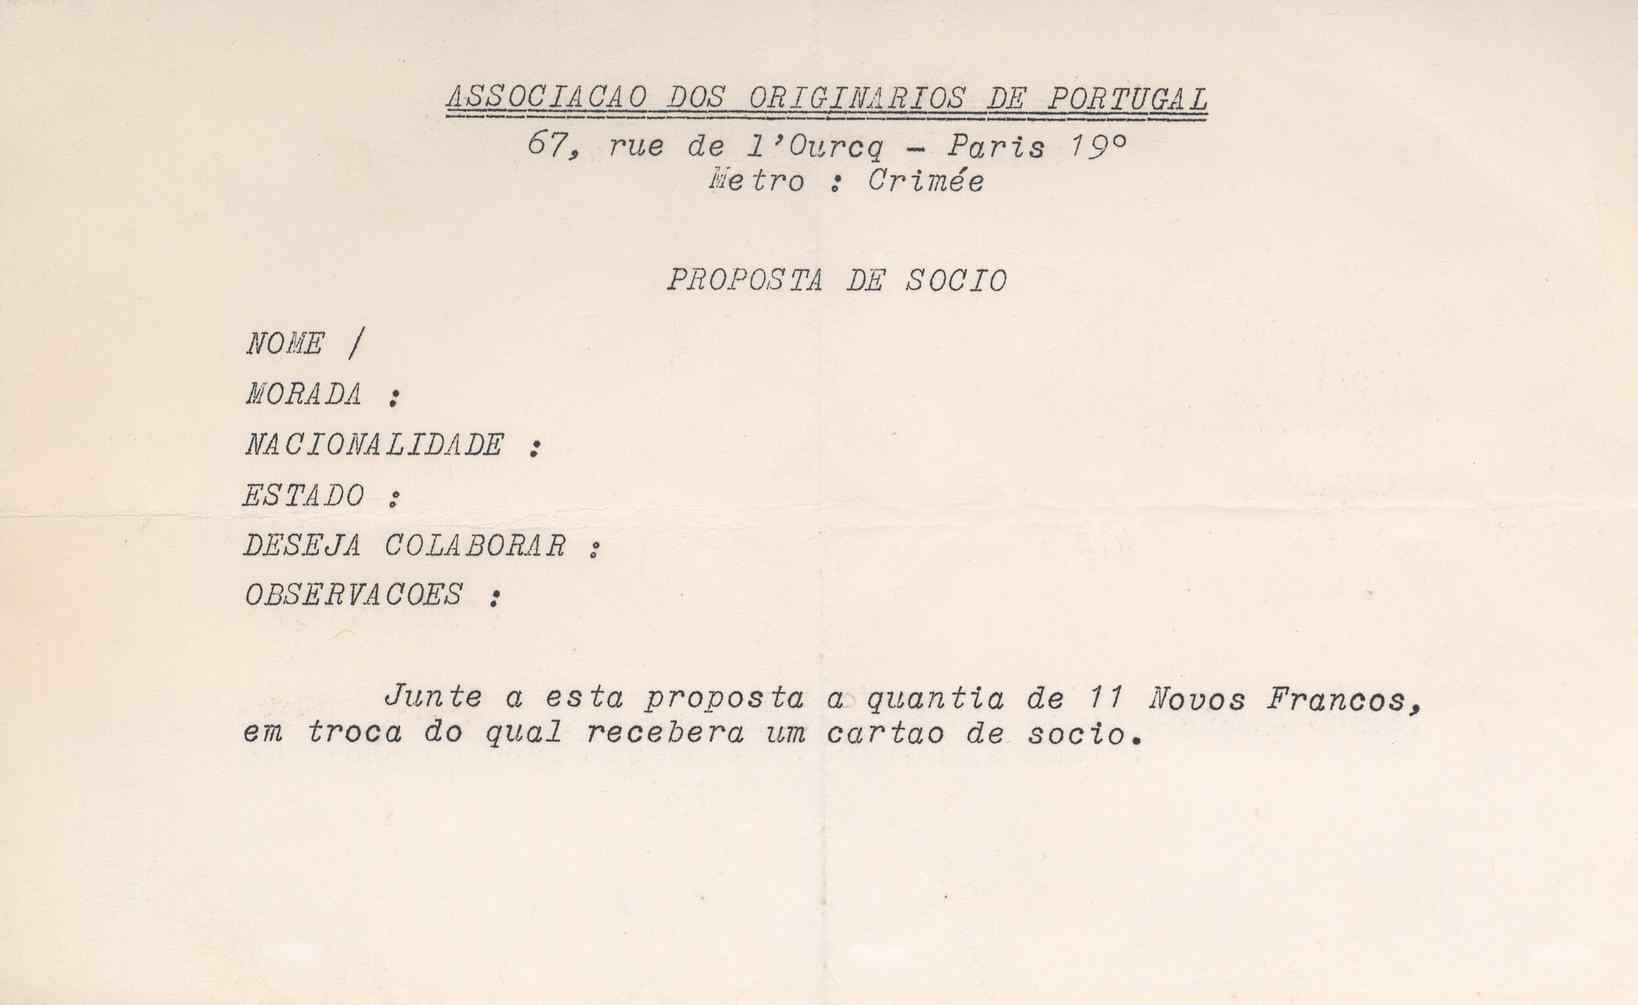 ASSOCIACAO DOS ORIGINARIOS DE PORTUGAL
67, rue de l'Ourcq - Paris 19º
Metro : Crimée
PROPOSTA DE SOCIO
NOME /
MORADA :
NACIONALIDADE :
ESTADO :
DESEJA COLABORAR :
OBSERVACOES :
Junte a esta proposta a quantia de 11 Novos Francos,
em troca do qual recebera um cartao de socio.